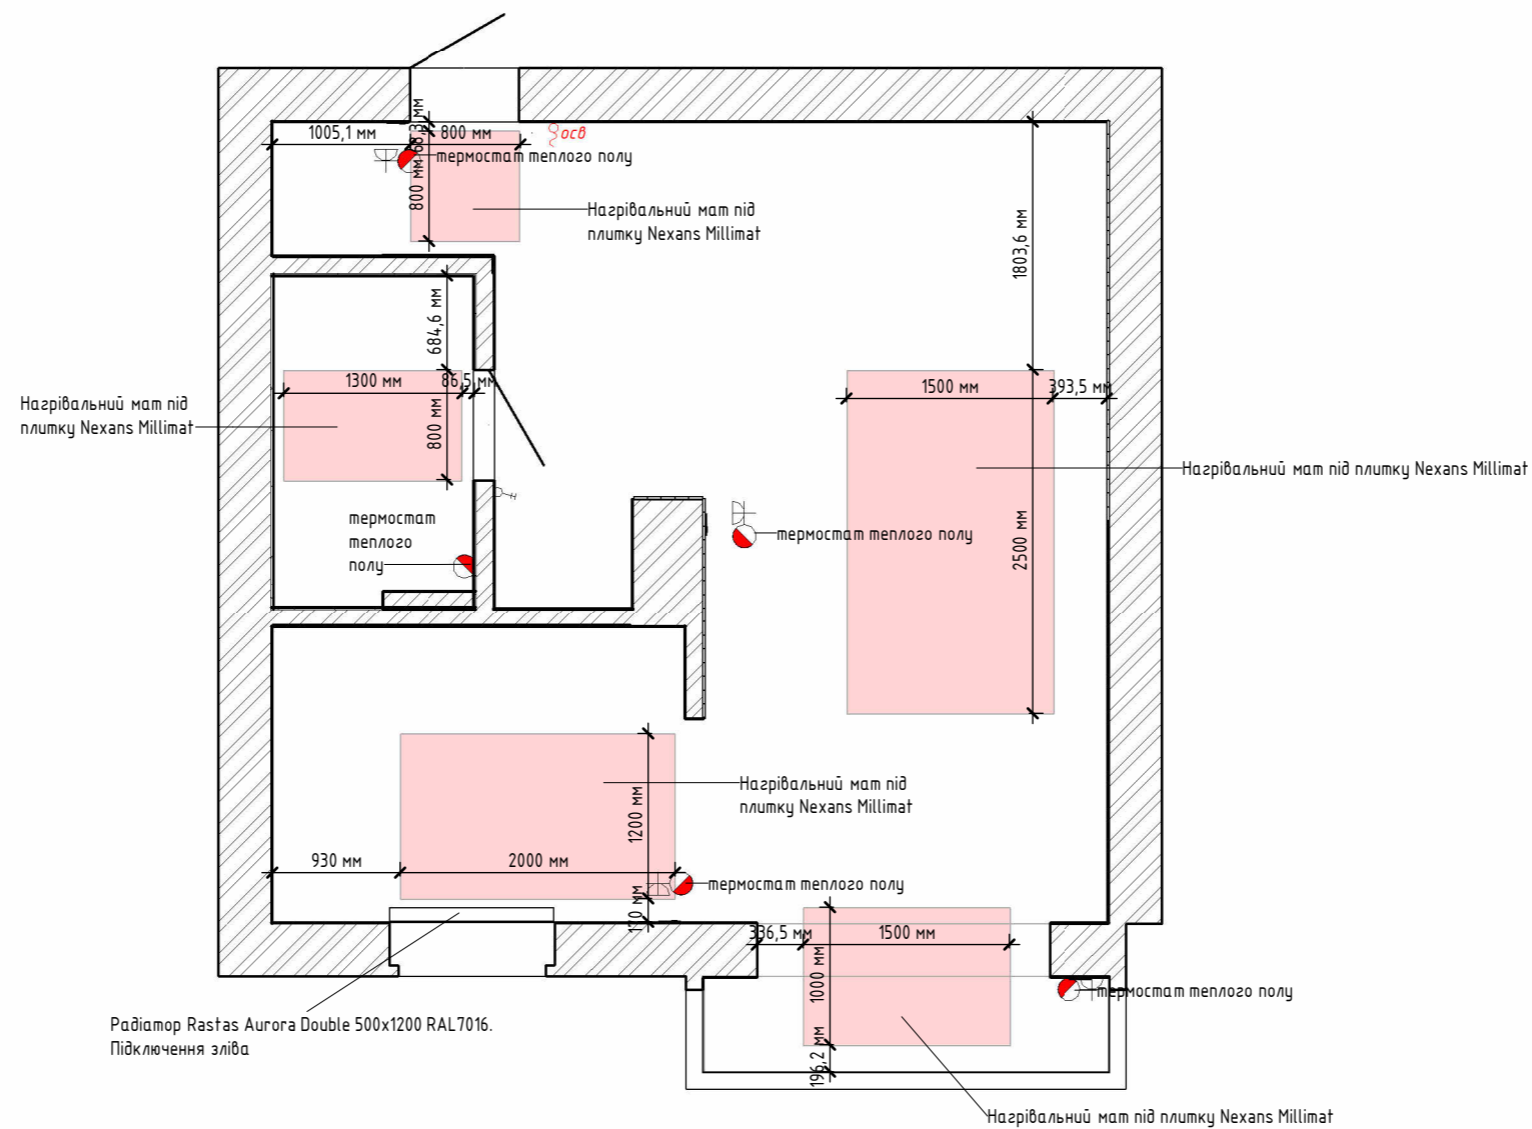 1005,1 мм
68,3 мм
800 мм
осв
термостат теплого полу
800 мм
Нагрівальний мат під
плитку Nexans Millimat
1803,6 мм
684,6 мм
1300 мм
86,5 мм
800 мм
1500 мм
393,5 мм
Нагрівальний мат під
плитку Nexans Millimat
Нагрівальний мат під плитку Nexans Millimat
термостат
теплого
полу
термостат теплого полу
2500 мм
Нагрівальний мат під
плитку Nexans Millimat
1200 мм
930 мм
2000 мм
термостат теплого полу
170 мм
336,5 мм
1500 мм
1000 мм
термостат теплого полу
Радіатор Rastas Aurora Double 500x1200 RAL7016.
Підключення зліва
196,2 мм
Нагрівальний мат під плитку Nexans Millimat